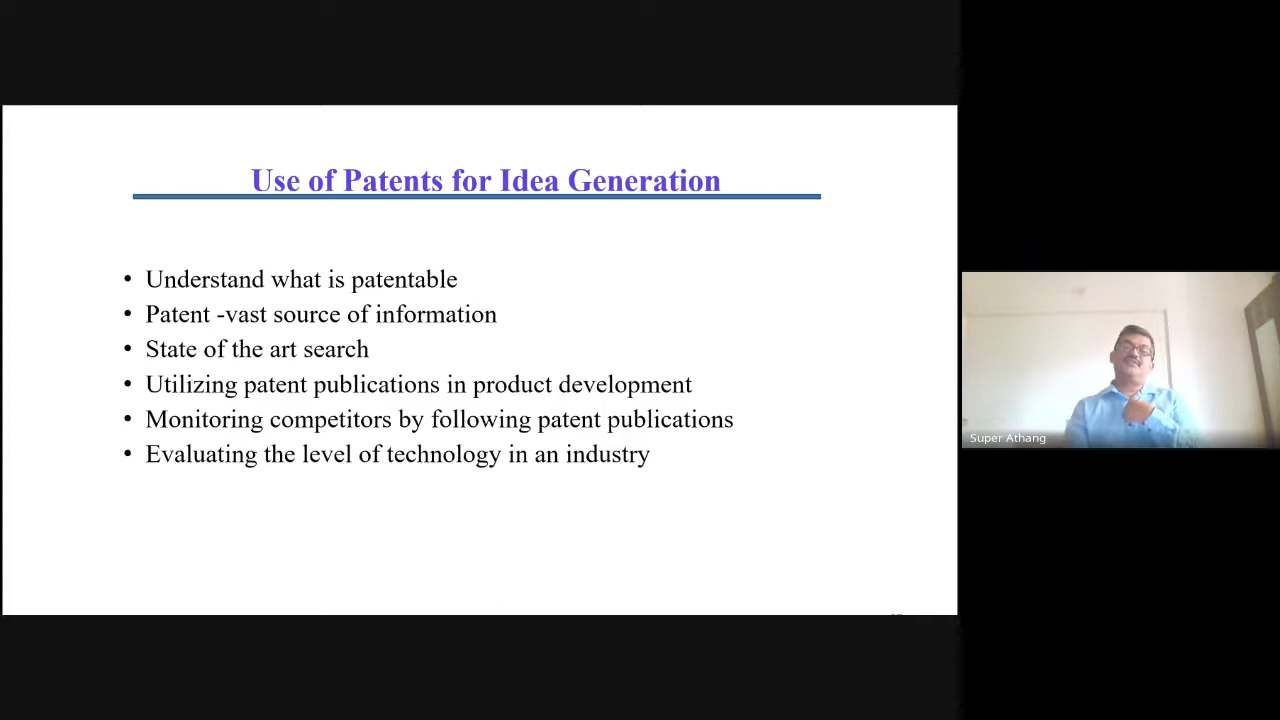 Use of Patents for Idea Generation
• Understand what is patentable
• Patent -vast source of information
• State of the art search
• Utilizing patent publications in product development
• Monitoring competitors by following patent publications
• Evaluating the level of technology in an industry
Super Athang